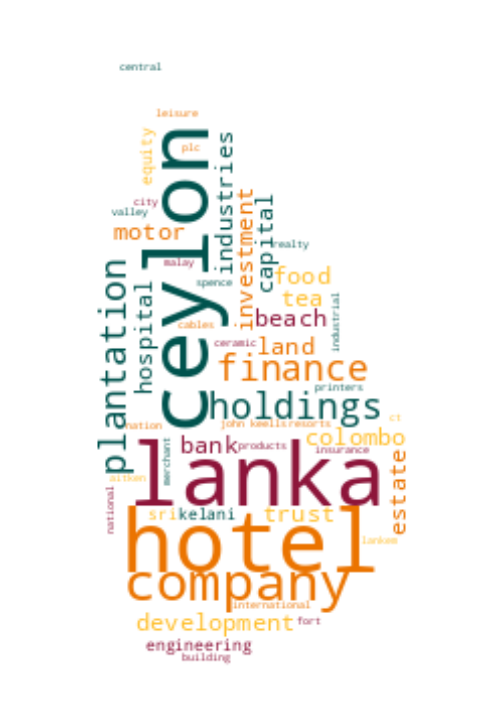 central
leisure
equity
plc
ceylon
industries
city
valley
motor
investment
capital
realty
malay
spence
plantation
hospital
food
tea
industrial
cables
beach
ceramic
land
finance
printers
holdings
nation
john keells
resorts
ct
colombo
bank
products
insurance
merchant
lanka
aitken
estate
national
sri
kelani
trust
hotel
lankem
company
international
development
fort
engineering
building